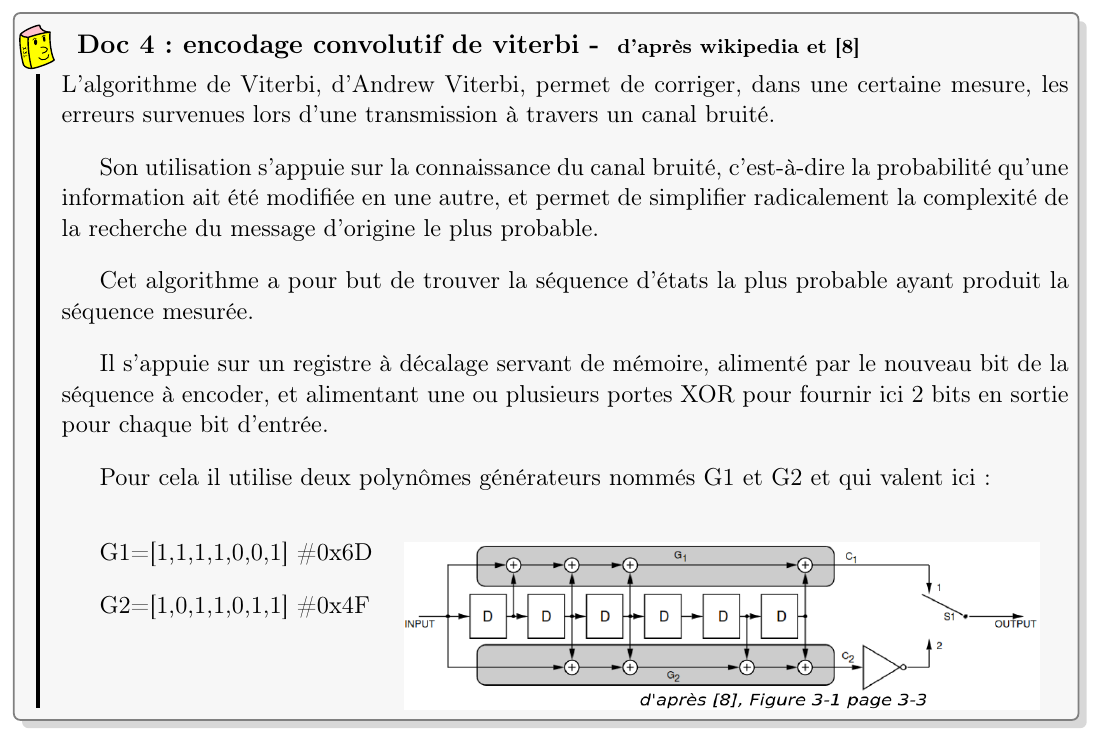 Doc 4 : encodage convolutif de viterbi - d'après wikipedia et [8]
L'algorithme de Viterbi, d'Andrew Viterbi, permet de corriger, dans une certaine mesure, les
erreurs survenues lors d'une transmission à travers un canal bruité.
Son utilisation s'appuie sur la connaissance du canal bruité, c'est-à-dire la probabilité qu'une
information ait été modifiée en une autre, et permet de simplifier radicalement la complexité de
la recherche du message d'origine le plus probable.
Cet algorithme a pour but de trouver la séquence d'états la plus probable ayant produit la
séquence mesurée.
Il s'appuie sur un registre à décalage servant de mémoire, alimenté par le nouveau bit de la
séquence à encoder, et alimentant une ou plusieurs portes XOR pour fournir ici 2 bits en sortie
pour chaque bit d'entrée.
Pour cela il utilise deux polynômes générateurs nommés G1 et G2 et qui valent ici :
G1=[1,1,1,1,0,0,1] #0x6D
G2=[1,0,1,1,0,1,1] #0x4F
G1
C1
1
INPUT
D D D D D D
S1
OUTPUT
2
C2
G2
d'après [8], Figure 3-1 page 3-3